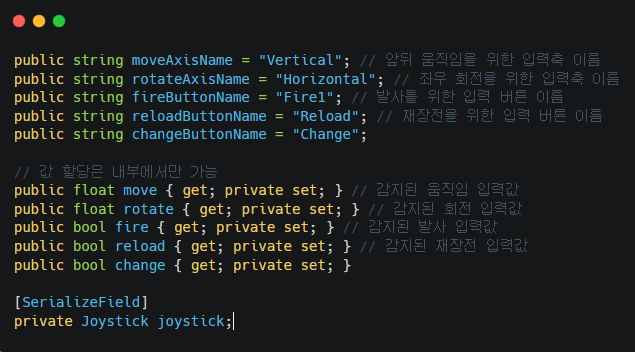 public string moveAxisName = "Vertical"; // 앞뒤 움직임을 위한 입력축 이름
public string rotateAxisName = "Horizontal"; // 좌우 회전을 위한 입력축 이름
public string fireButtonName = "Fire1"; // 발사를 위한 입력 버튼 이름
public string reloadButtonName = "Reload"; // 재장전을 위한 입력 버튼 이름
public string changeButtonName = "Change";
// 값 할당은 내부에서만 가능
public float move { get; private set; } // 감지된 움직임 입력값
public float rotate { get; private set; } // 감지된 회전 입력값
public bool fire { get; private set; } // 감지된 발사 입력값
public bool reload { get; private set; } // 감지된 재장전 입력값
public bool change { get; private set; }
[SerializeField]
private Joystick joystick;